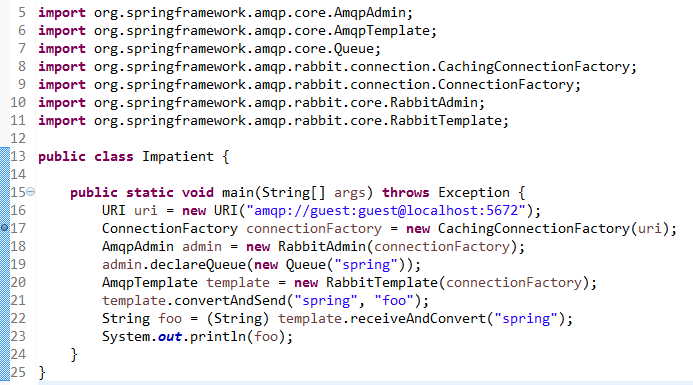 5 import org.springframework.amqp.core.AmqpAdmin;
6 import org.springframework.amqp.core.AmqpTemplate;
7 import org.springframework.amqp.core.Queue;
8 import org.springframework.amqp.rabbit.connection.CachingConnectionFactory;
9 import org.springframework.amqp.rabbit.connection.ConnectionFactory;
10 import org.springframework.amqp.rabbit.core.RabbitAdmin;
11 import org.springframework.amqp.rabbit.core.RabbitTemplate;
12
13 public class Impatient {
14
15     public static void main(String[] args) throws Exception {
16         URI uri = new URI("amqp://guest:guest@localhost:5672");
17         ConnectionFactory connectionFactory = new CachingConnectionFactory(uri);
18         AmqpAdmin admin = new RabbitAdmin(connectionFactory);
19         admin.declareQueue(new Queue("spring"));
20         AmqpTemplate template = new RabbitTemplate(connectionFactory);
21         template.convertAndSend("spring", "foo");
22         String foo = (String) template.receiveAndConvert("spring");
23         System.out.println(foo);
24     }
25 }